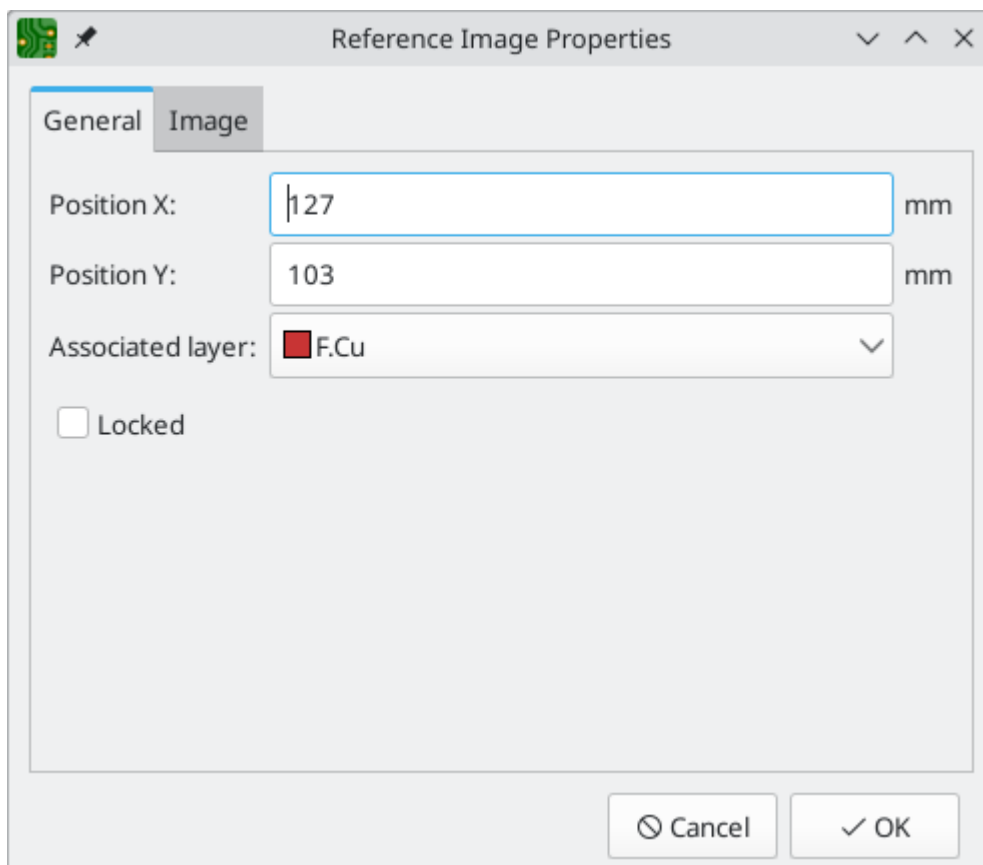 Reference Image Properties
General Image
Position X: 127 mm
Position Y: 103 mm
Associated layer: F.Cu
Locked
Cancel OK